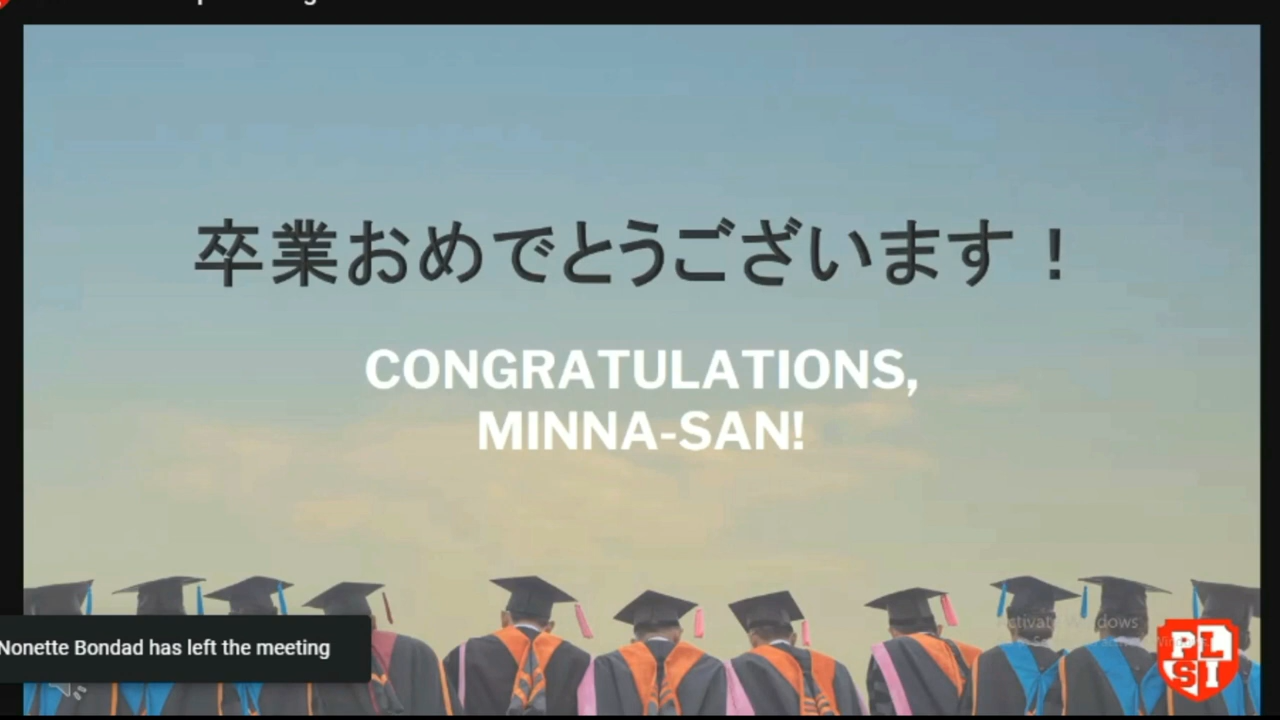 卒業おめでとうございます！
CONGRATULATIONS,
MINNA-SAN!
Nonette Bondad has left the meeting
PLSI